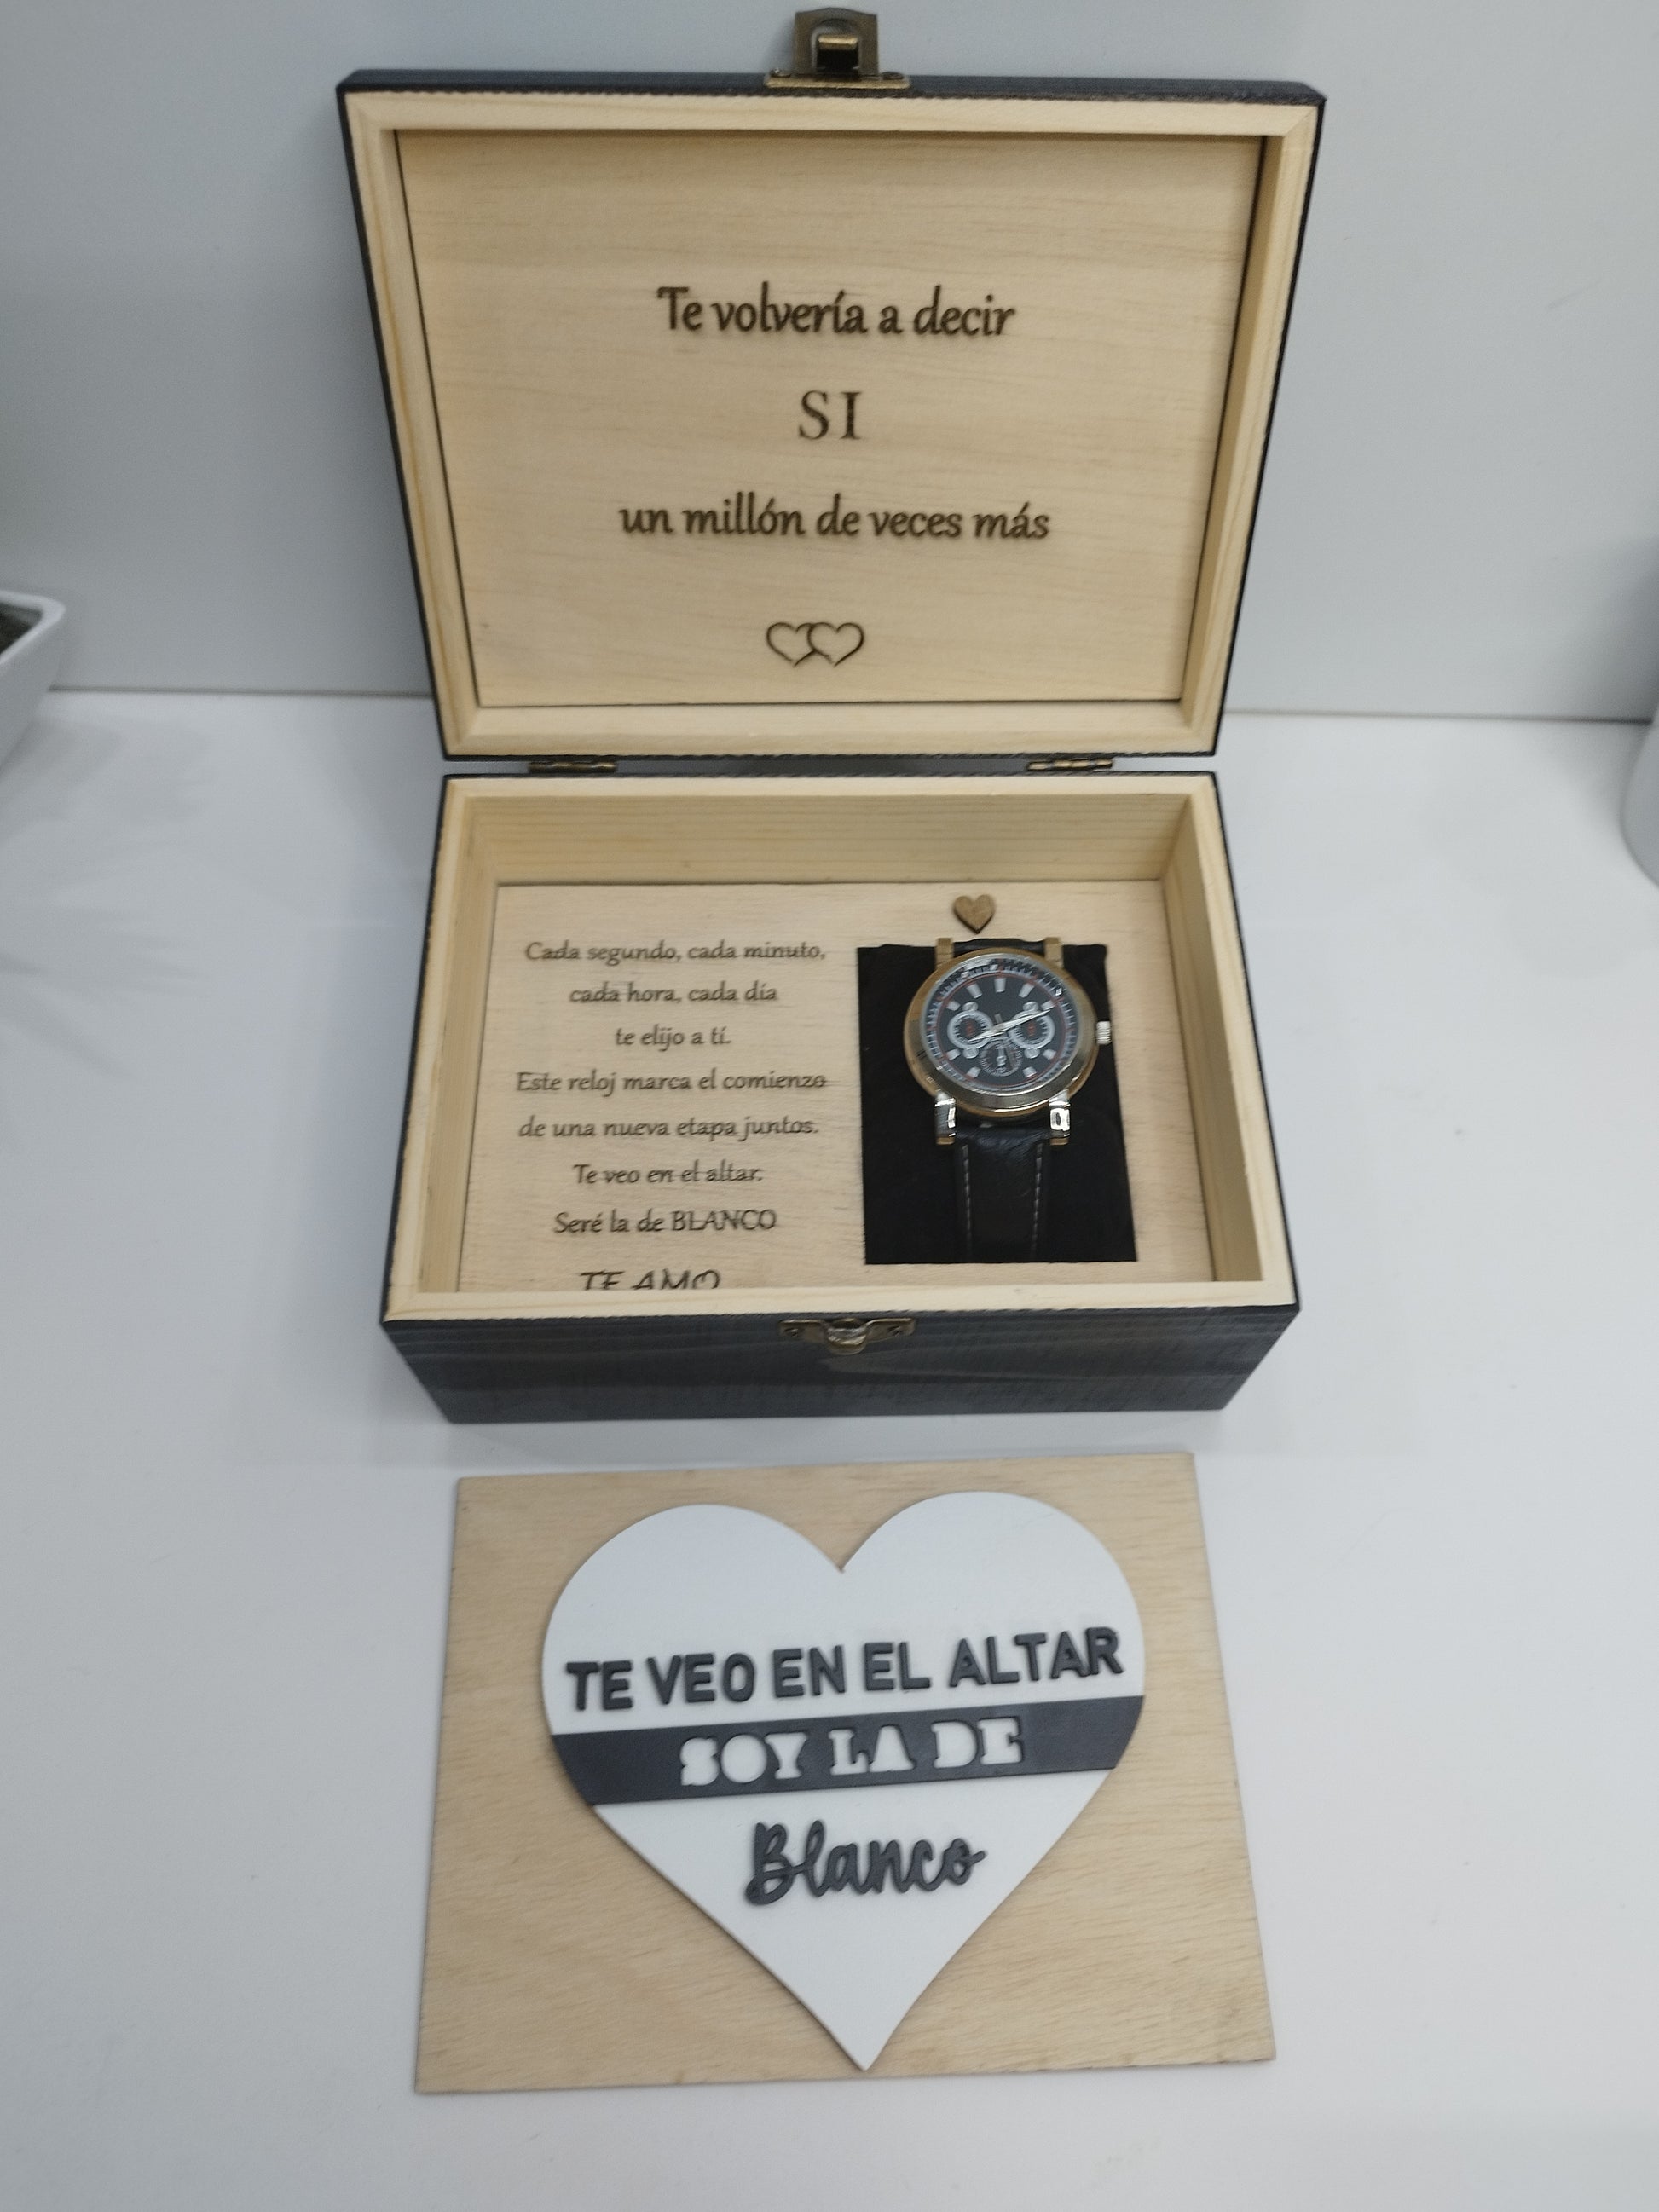 Te volvería a decir
SI
un millón de veces más
Cada segundo, cada minuto,
cada hora, cada día
te elijo a tí.
Este reloj marca el comienzo
de una nueva etapa juntos.
Te veo en el altar.
Seré la de BLANCO
TE AMO
TE VEO EN EL ALTAR
SOY LA DE
Blanco